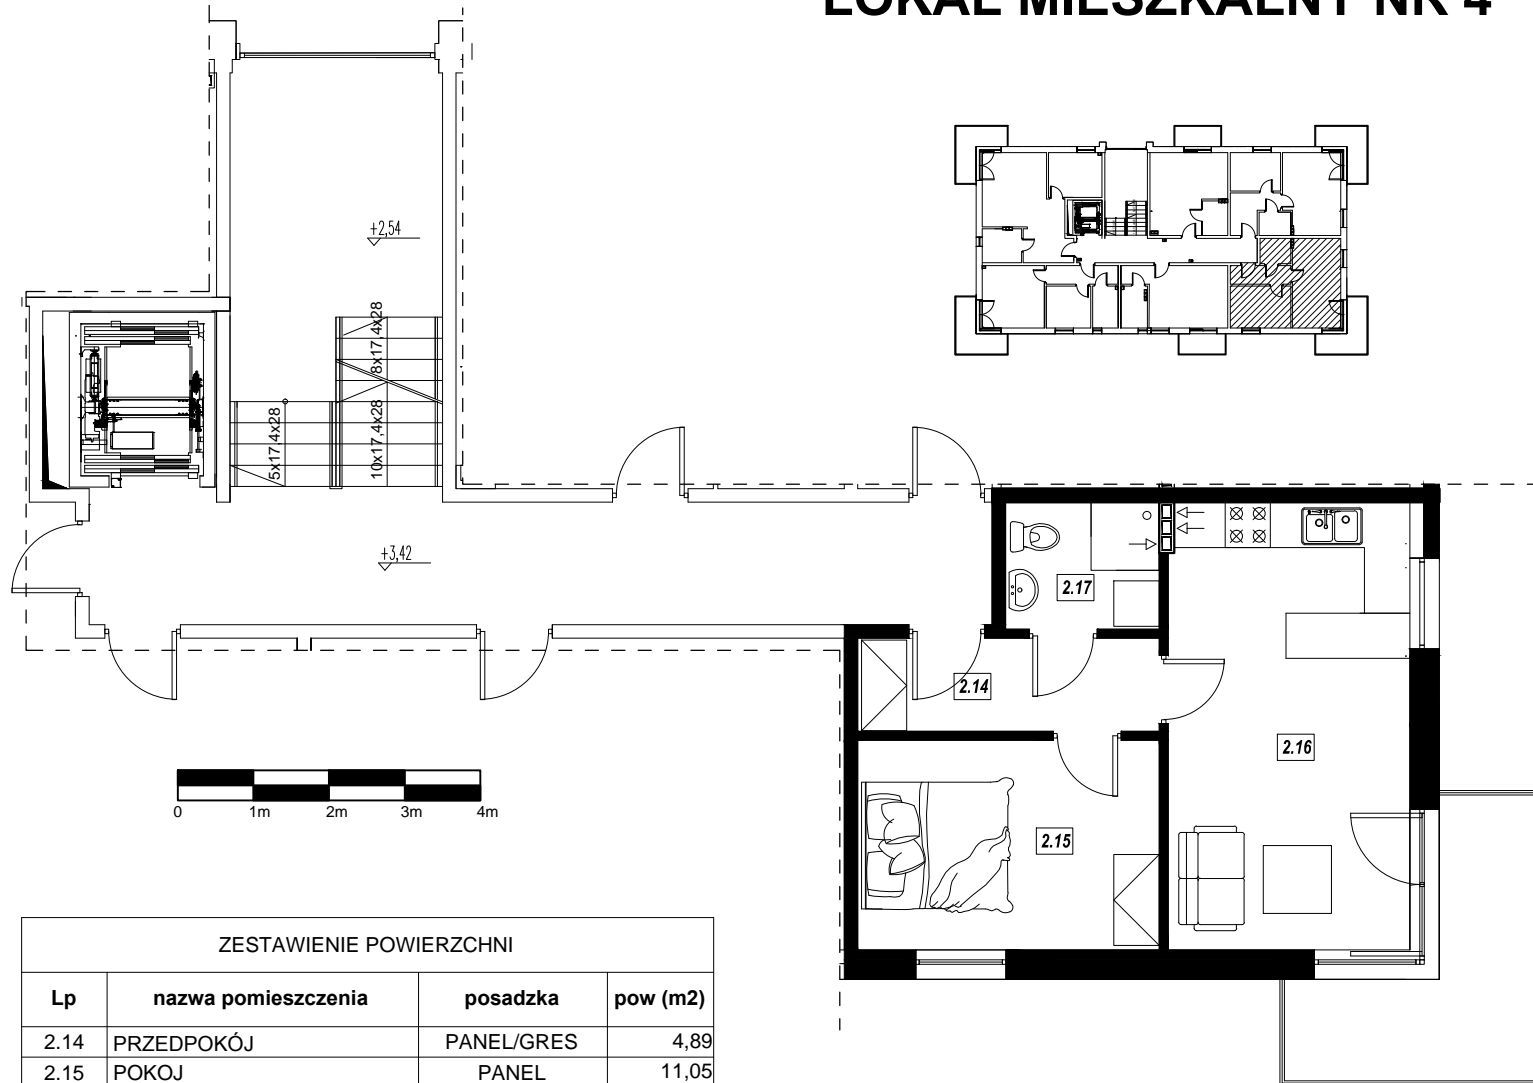 LOKAL MIESZKALNY NR 4
+2,54
8x17,4x28
5x17,4x28
10x17,4x28
+3,42
2.17
2.14
2.16
2.15
0 1m 2m 3m 4m
ZESTAWIENIE POWIERZCHNI
Lp nazwa pomieszczenia posadzka pow (m2)
2.14 PRZEDPOKÓJ PANEL/GRES 4,89
2.15 POKOJ PANEL 11,05